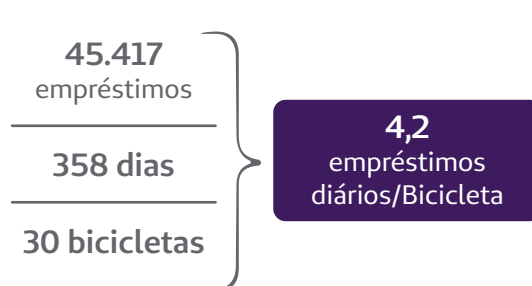 45.417
empréstimos
358 dias
30 bicicletas
4,2
empréstimos
diários/Bicicleta